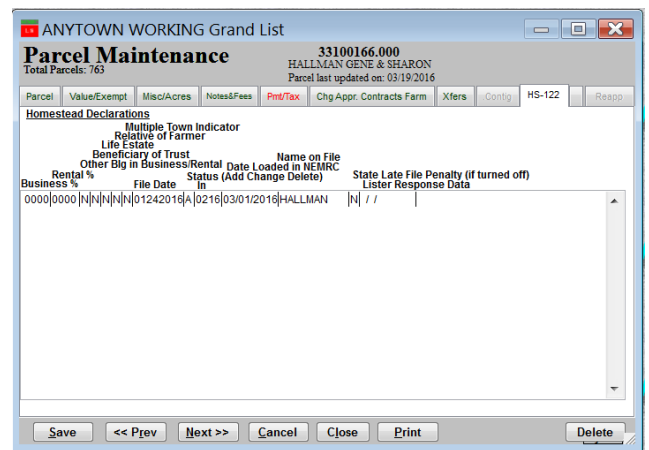 ANYTOWN WORKING Grand List
Parcel Maintenance
Total Parcels: 763
33100166.000
HALLMAN GENE & SHARON
Parcel last updated on: 03/19/2016
Parcel Value/Exempt Misc/Acres Notes&Fees Pmt/Tax Chg Appr. Contracts Farm Xfers Contig HS-122 Reapp
Homestead Declarations
Multiple Town Indicator
Relative of Farmer
Life Estate
Beneficiary of Trust Name on File
Other Blg in Business/Rental Date Loaded in NEMRC
Rental % Status (Add Change Delete) State Late File Penalty (if turned off)
Business % File Date In Lister Response Data
0000|0000|N|N|N|N|N|01242016|A|0216|03/01/2016|HALLMAN |N| / / |
Save << Prev Next >> Cancel Close Print Delete